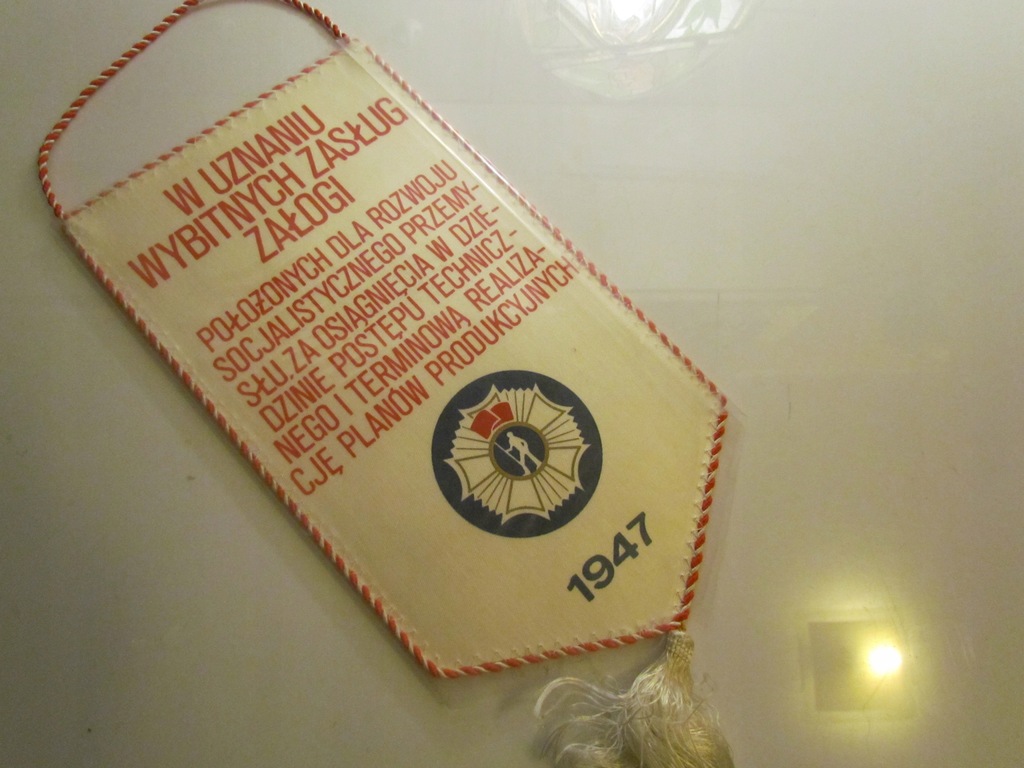 W UZNANIU
WYBITNYCH ZASŁUG
ZAŁOGI
POŁOŻONYCH DLA ROZWOJU
SOCJALISTYCZNEGO PRZEMY-
SŁU, ZA OSIĄGNIĘCIA W DZIE-
DZINIE POSTĘPU TECHNICZ-
NEGO I TERMINOWĄ REALIZA-
CJĘ PLANÓW PRODUKCYJNYCH
1947